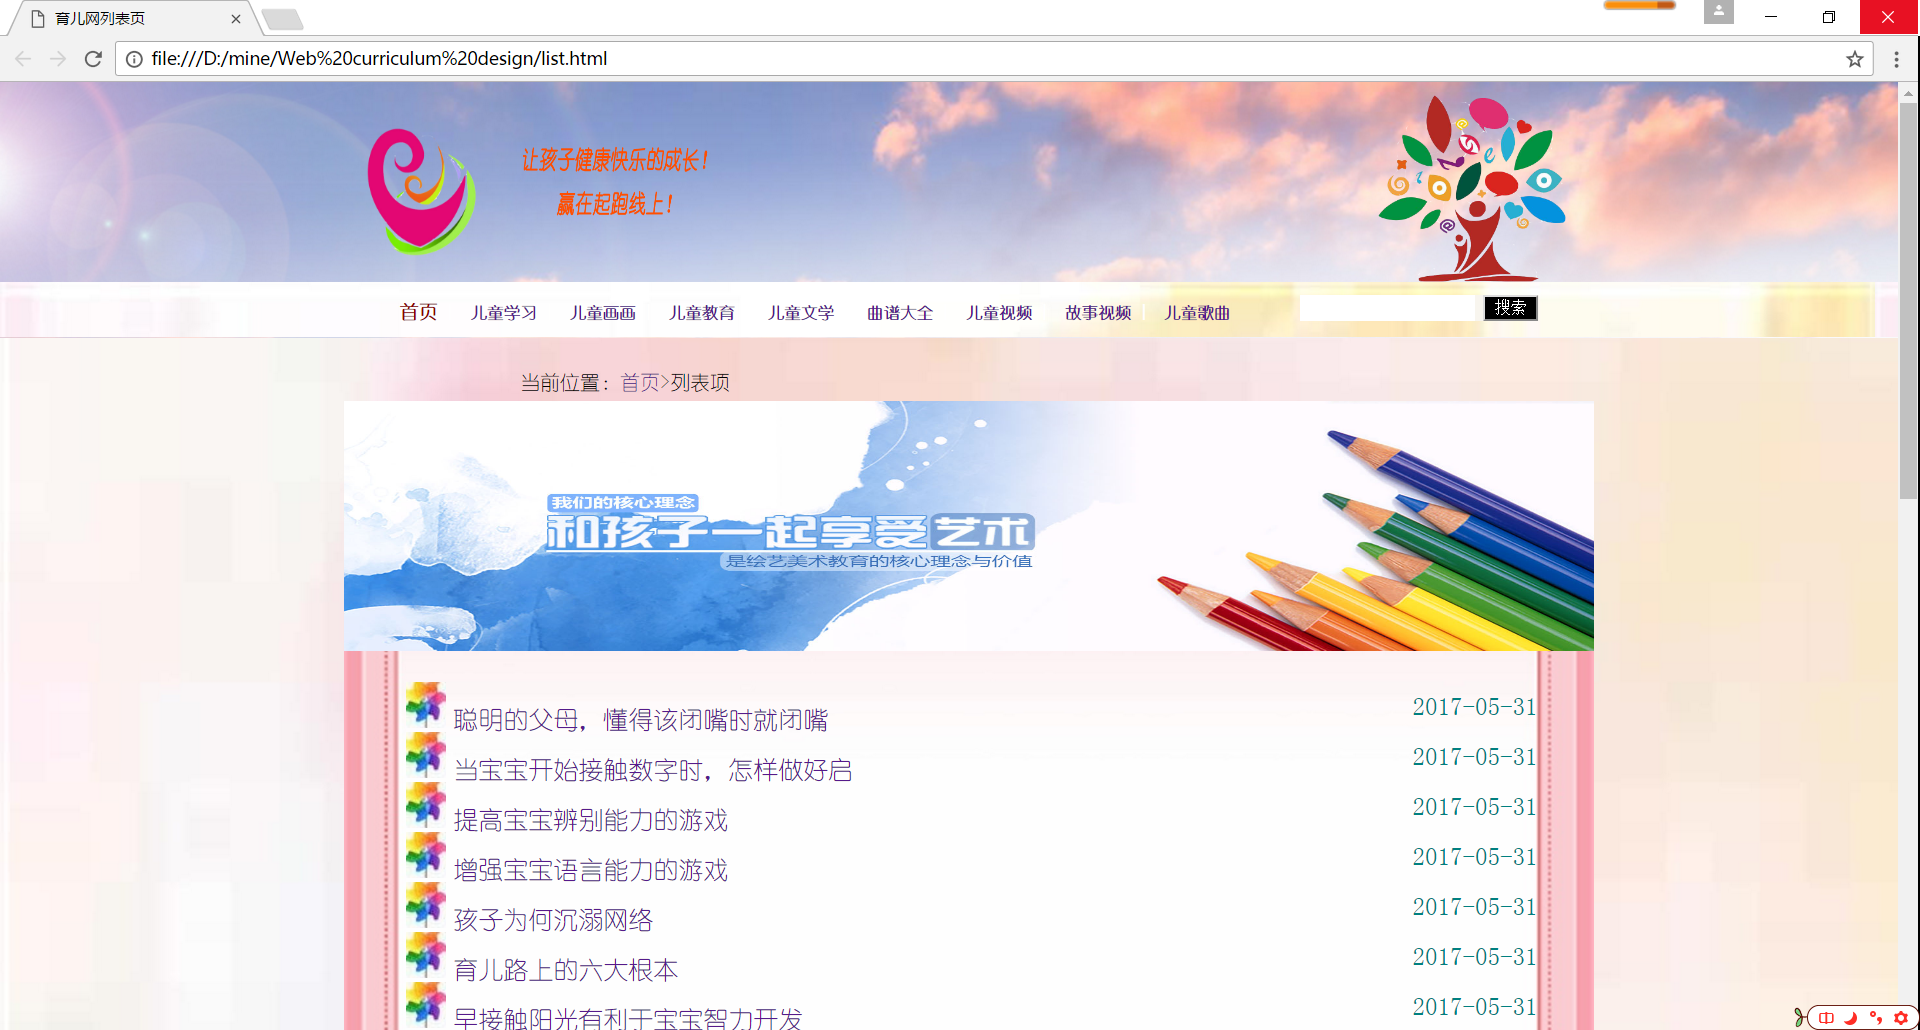 育儿网列表页
file:///D:/mine/Web%20curriculum%20design/list.html
让孩子健康快乐的成长!
赢在起跑线上!
首页 儿童学习 儿童画画 儿童教育 儿童文学 曲谱大全 儿童视频 故事视频 儿童歌曲 搜索
当前位置：首页>列表项
我们的核心理念
和孩子一起享受艺术
是绘艺美术教育的核心理念与价值
聪明的父母，懂得该闭嘴时就闭嘴 2017-05-31
当宝宝开始接触数字时，怎样做好启 2017-05-31
提高宝宝辨别能力的游戏 2017-05-31
增强宝宝语言能力的游戏 2017-05-31
孩子为何沉溺网络 2017-05-31
育儿路上的六大根本 2017-05-31
早接触阳光有利于宝宝智力开发 2017-05-31